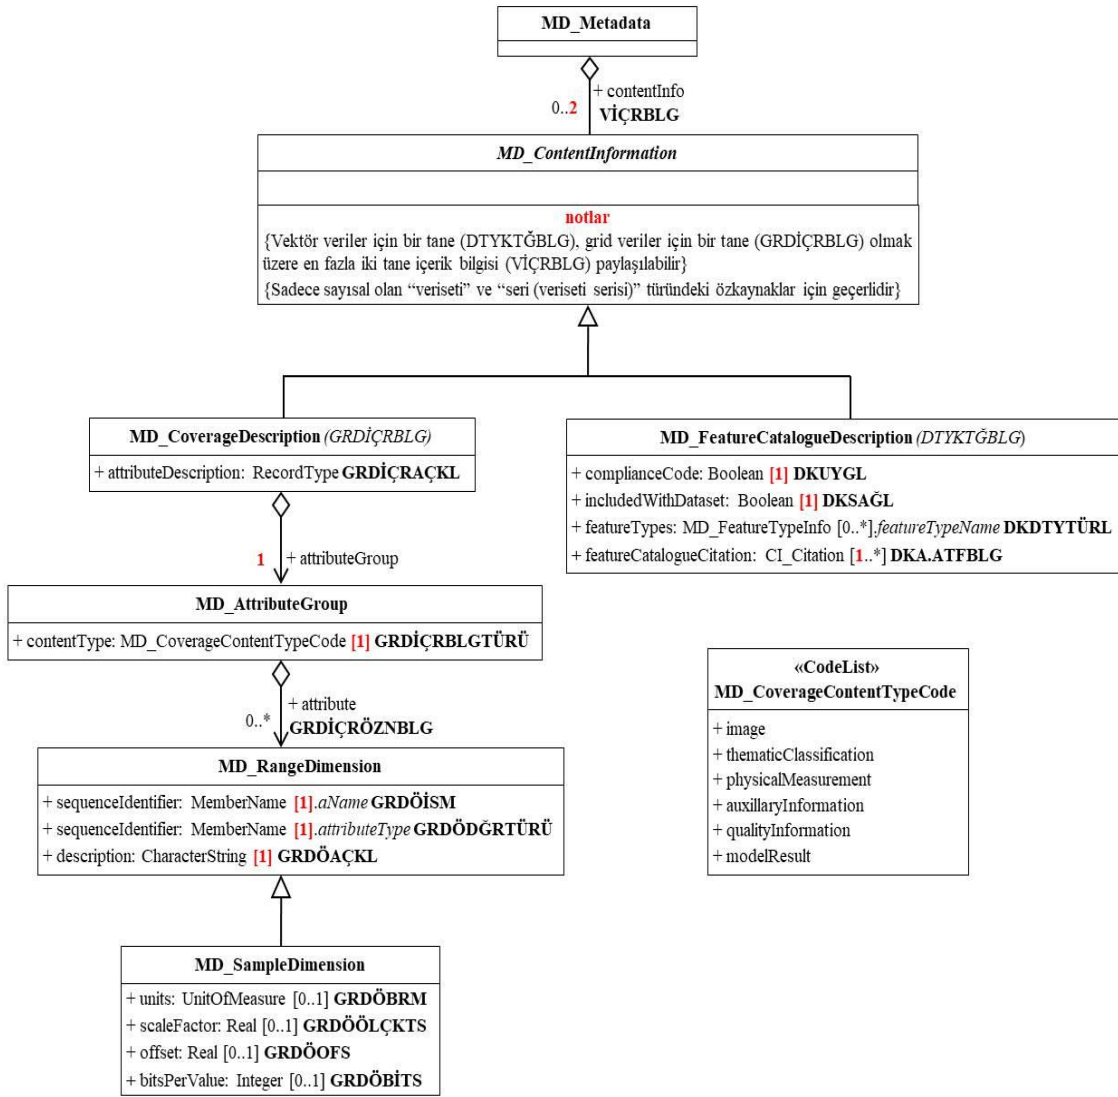 MD_Metadata
+ contentInfo
0..2
VİÇRBLG
MD_ContentInformation
notlar
{Vektör veriler için bir tane (DTYKTĞBLG), grid veriler için bir tane (GRDİÇRBLG) olmak
üzere en fazla iki tane içerik bilgisi (VİÇRBLG) paylaşılabilir}
{Sadece sayısal olan “veriseti” ve “seri (veriseti serisi)” türündeki özkaynaklar için geçerlidir}
MD_CoverageDescription (GRDİÇRBLG)
+ attributeDescription: RecordType GRDİÇRAÇKL
MD_FeatureCatalogueDescription (DTYKTĞBLG)
+ complianceCode: Boolean [1] DKUYGL
+ includedWithDataset: Boolean [1] DKSAĞL
+ featureTypes: MD_FeatureTypeInfo [0..*].featureTypeName DKDTYTÜRL
+ featureCatalogueCitation: CI_Citation [1..*] DKA.ATFBLG
1
+ attributeGroup
MD_AttributeGroup
+ contentType: MD_CoverageContentTypeCode [1] GRDİÇRBLGTÜRÜ
+ attribute
0..*
GRDİÇRÖZNBLG
MD_RangeDimension
+ sequenceIdentifier: MemberName [1].aName GRDÖİSM
+ sequenceIdentifier: MemberName [1].attributeType GRDÖDĞRTÜRÜ
+ description: CharacterString [1] GRDÖAÇKL
«CodeList»
MD_CoverageContentTypeCode
+ image
+ thematicClassification
+ physicalMeasurement
+ auxillaryInformation
+ qualityInformation
+ modelResult
MD_SampleDimension
+ units: UnitOfMeasure [0..1] GRDÖBRM
+ scaleFactor: Real [0..1] GRDÖÖLÇKTS
+ offset: Real [0..1] GRDÖOFS
+ bitsPerValue: Integer [0..1] GRDÖBİTS